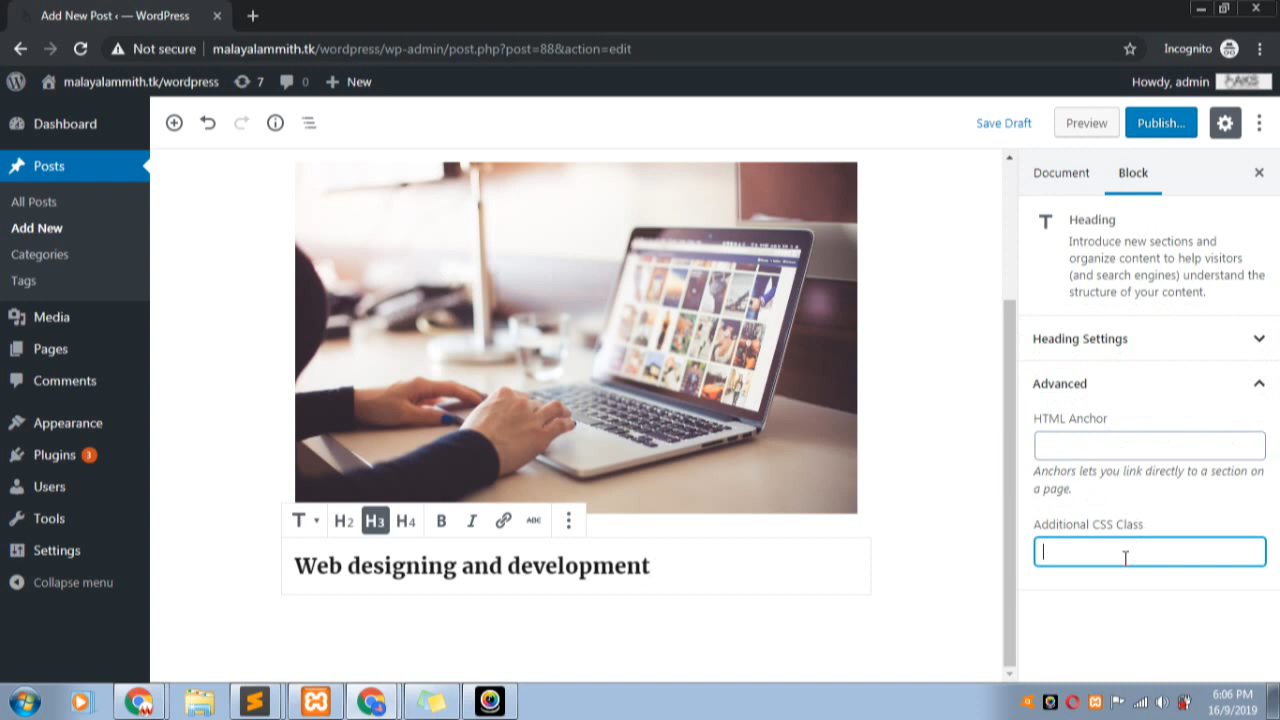 Add New Post ‹ — WordPress
Not secure
malayalammith.tk/wordpress/wp-admin/post.php?post=88&action=edit
Incognito
malayalammith.tk/wordpress
7
0
New
Howdy, admin
Dashboard
Posts
All Posts
Add New
Categories
Tags
Media
Pages
Comments
Appearance
Plugins 3
Users
Tools
Settings
Collapse menu
Save Draft
Preview
Publish...
T
H2
H3
H4
B
I
ABC
Web designing and development
Document
Block
T
Heading
Introduce new sections and
organize content to help visitors
(and search engines) understand the
structure of your content.
Heading Settings
Advanced
HTML Anchor
Anchors lets you link directly to a section on
a page.
Additional CSS Class
6:06 PM
16/9/2019